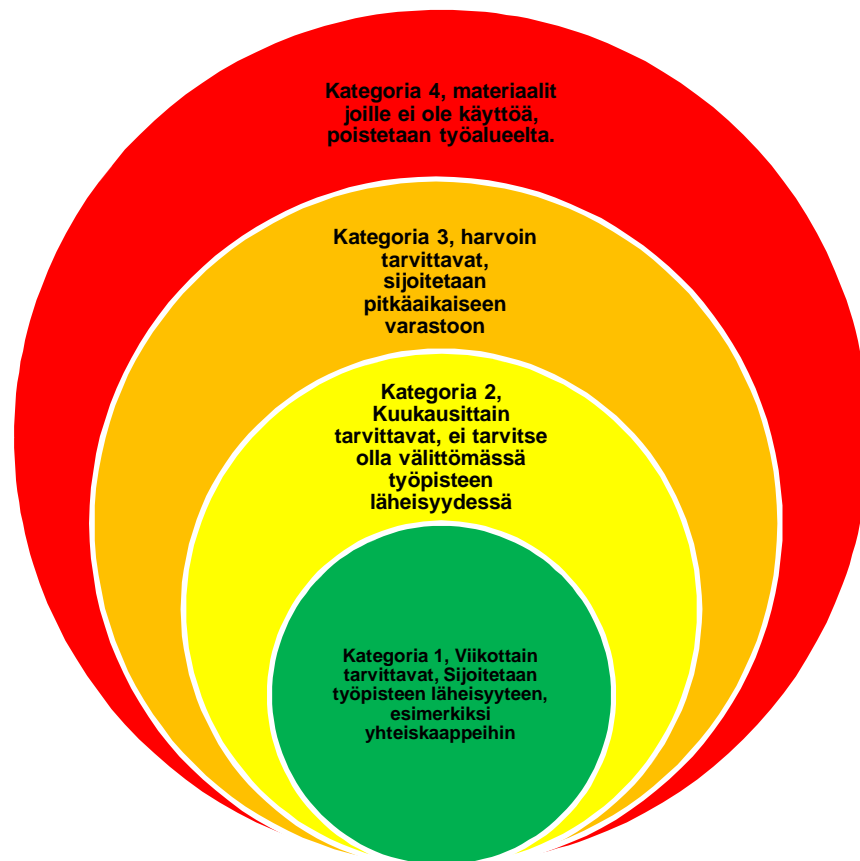 Kategoria 4, materiaalit
joille ei ole käyttöä,
poistetaan työalueelta.
Kategoria 3, harvoin
tarvittavat,
sijoitetaan
pitkäaikaiseen
varastoon
Kategoria 2,
Kuukausittain
tarvittavat, ei tarvitse
olla välittömässä
työpisteen
läheisyydessä
Kategoria 1, Viikottain
tarvittavat, Sijoitetaan
työpisteen läheisyyteen,
esimerkiksi
yhteiskaappeihin